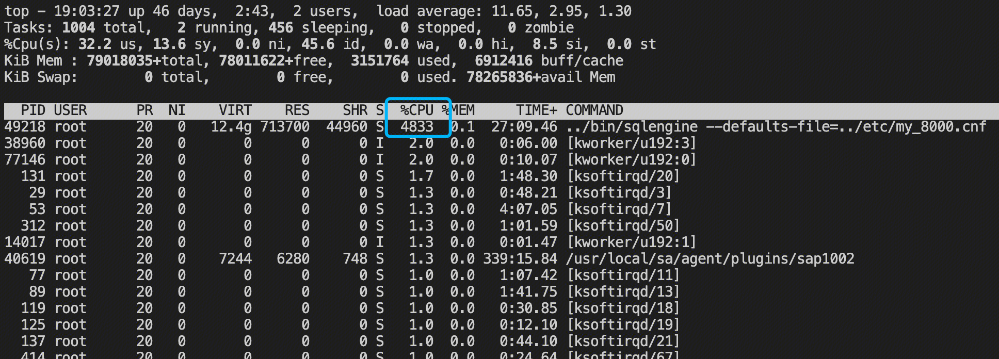 top - 19:03:27 up 46 days,  2:43,  2 users,  load average: 11.65, 2.95, 1.30
Tasks: 1004 total,   2 running, 456 sleeping,   0 stopped,   0 zombie
%Cpu(s): 32.2 us, 13.6 sy,  0.0 ni, 45.6 id,  0.0 wa,  0.0 hi,  8.5 si,  0.0 st
KiB Mem : 79018035+total, 78011622+free,  3151764 used,  6912416 buff/cache
KiB Swap:        0 total,        0 free,        0 used. 78265836+avail Mem
PID USER      PR  NI    VIRT    RES    SHR S  %CPU %MEM     TIME+ COMMAND
49218 root      20   0   12.4g 713700  44960 S  4833  0.1  27:09.46 ../bin/sqlengine --defaults-file=../etc/my_8000.cnf
38960 root      20   0       0      0      0 I   2.0  0.0   0:06.00 [kworker/u192:3]
77146 root      20   0       0      0      0 I   2.0  0.0   0:10.07 [kworker/u192:0]
131 root      20   0       0      0      0 S   1.7  0.0   1:48.30 [ksoftirqd/20]
29 root      20   0       0      0      0 S   1.3  0.0   0:48.21 [ksoftirqd/3]
53 root      20   0       0      0      0 S   1.3  0.0   4:07.05 [ksoftirqd/7]
312 root      20   0       0      0      0 S   1.3  0.0   1:01.59 [ksoftirqd/50]
14017 root      20   0       0      0      0 I   1.3  0.0   0:01.47 [kworker/u192:1]
40619 root      20   0    7244   6280    748 S   1.3  0.0 339:15.84 /usr/local/sa/agent/plugins/sap1002
77 root      20   0       0      0      0 S   1.0  0.0   1:07.42 [ksoftirqd/11]
89 root      20   0       0      0      0 S   1.0  0.0   1:41.75 [ksoftirqd/13]
119 root      20   0       0      0      0 S   1.0  0.0   0:30.85 [ksoftirqd/18]
125 root      20   0       0      0      0 S   1.0  0.0   0:12.10 [ksoftirqd/19]
137 root      20   0       0      0      0 S   1.0  0.0   0:44.10 [ksoftirqd/21]
414 root      20   0       0      0      0 S   1.0  0.0   0:24.64 [ksoftirqd/67]